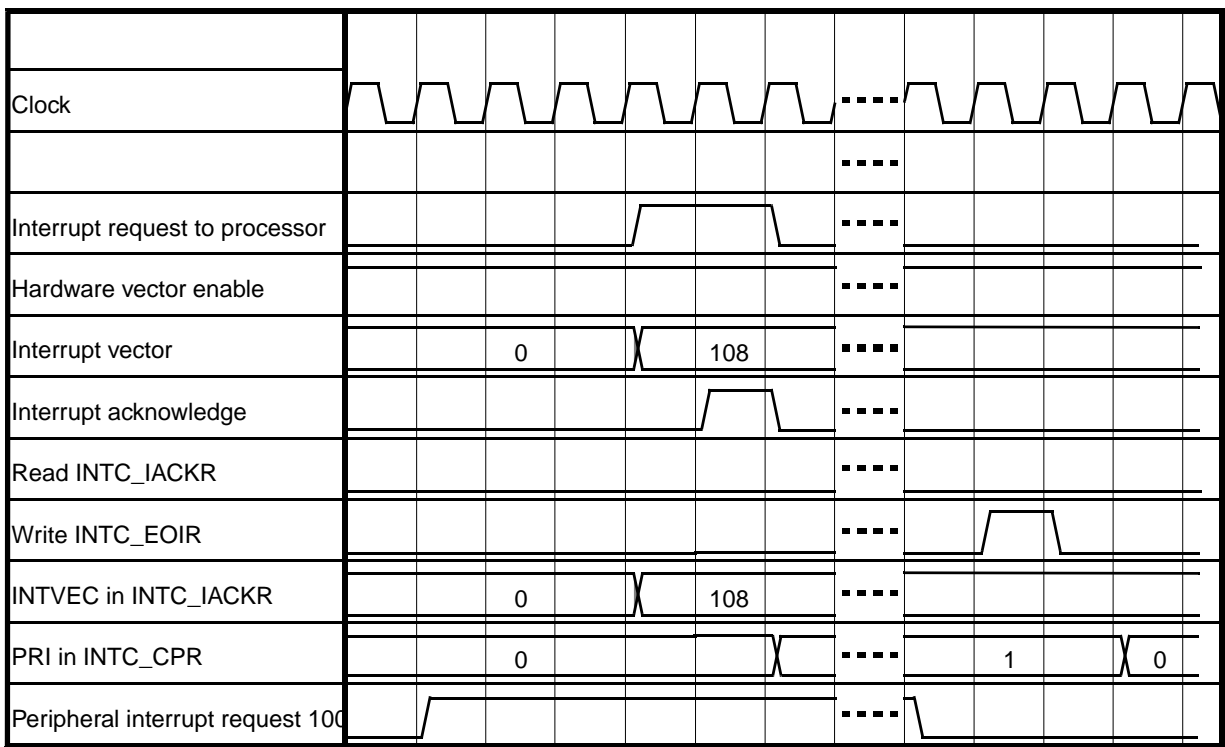 Clock
Interrupt request to processor
Hardware vector enable
Interrupt vector
0
108
Interrupt acknowledge
Read INTC_IACKR
Write INTC_EOIR
INTVEC in INTC_IACKR
0
108
PRI in INTC_CPR
0
1
0
Peripheral interrupt request 100